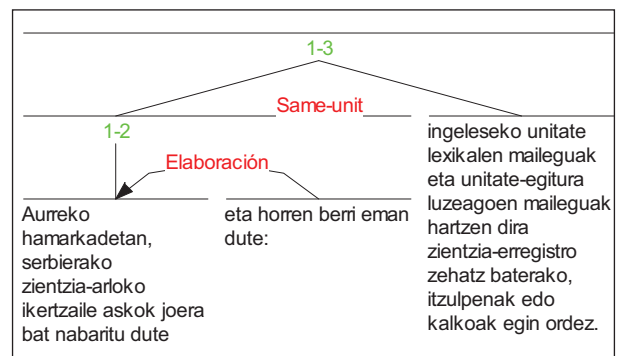 1-3
Same-unit
1-2
Elaboración
Aurreko
hamarkadetan,
serbierako
zientzia-arloko
ikertzaile askok joera
bat nabaritu dute
eta horren berri eman
dute:
ingeleseko unitate
lexikalen maileguak
eta unitate-egitura
luzeagoen maileguak
hartzen dira
zientzia-erregistro
zehatz baterako,
itzulpenak edo
kalkoak egin ordez.